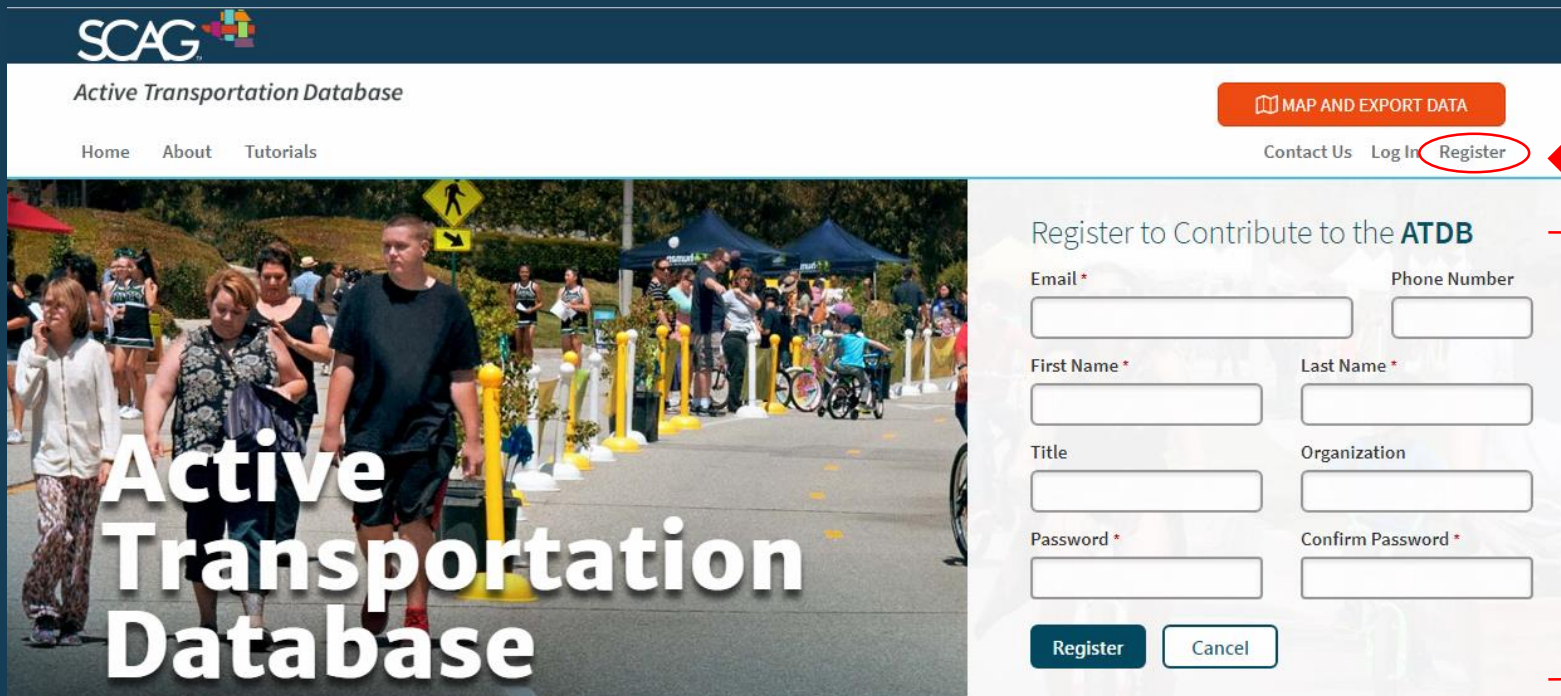 SCAG
Active Transportation Database
MAP AND EXPORT DATA
Home About Tutorials
Contact Us Log In Register
Active
Transportation
Database
Register to Contribute to the ATDB
Email * Phone Number
First Name * Last Name *
Title Organization
Password * Confirm Password *
Register Cancel